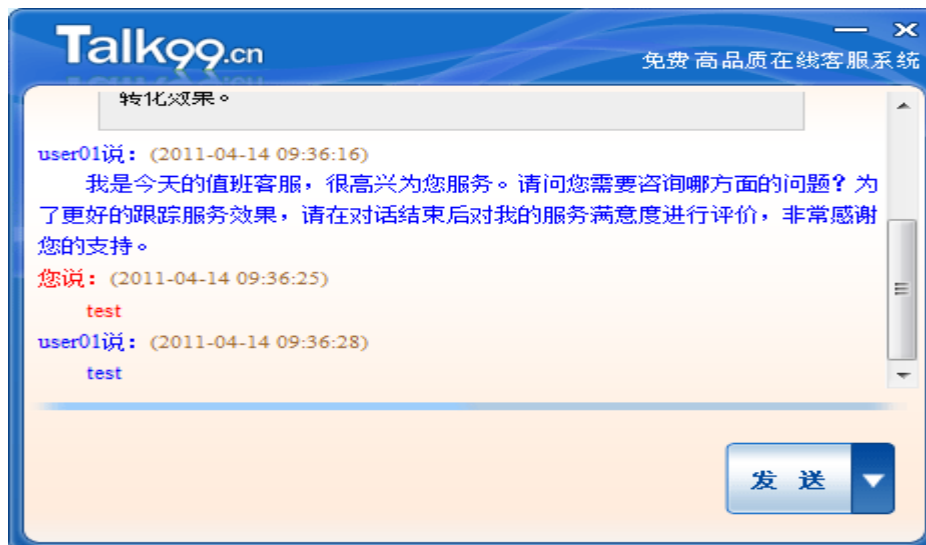 Talk99.cn
免费高品质在线客服系统
转化效果。
user01说：(2011-04-14 09:36:16)
我是今天的值班客服，很高兴为您服务。请问您需要咨询哪方面的问题？为
了更好的跟踪服务效果，请在对话结束后对我的服务满意度进行评价，非常感谢
您的支持。
您说：(2011-04-14 09:36:25)
test
user01说：(2011-04-14 09:36:28)
test
发 送